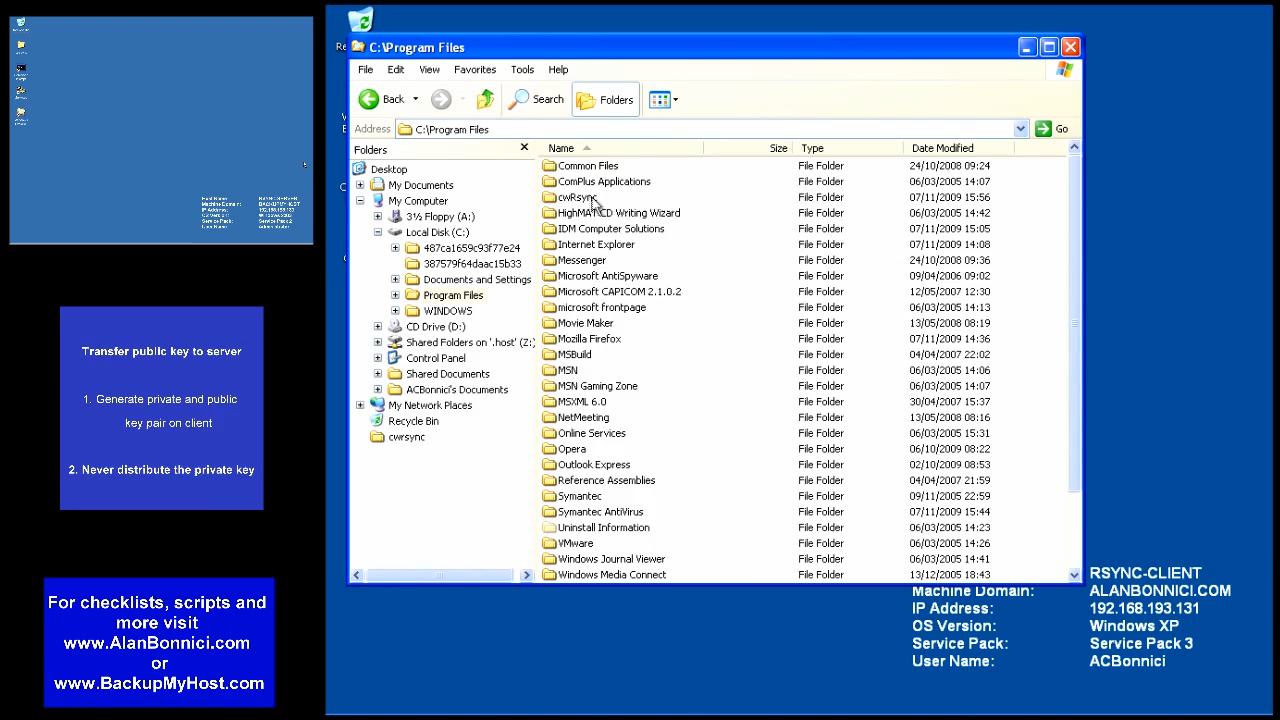 C:\Program Files
File Edit View Favorites Tools Help
Back Search Folders
Address C:\Program Files Go
Folders
Desktop
My Documents
My Computer
3½ Floppy (A:)
Local Disk (C:)
487ca1659c93f77e24
387579f64daac15b33
Documents and Settings
Program Files
WINDOWS
CD Drive (D:)
Shared Folders on '.host' (Z:)
Control Panel
Shared Documents
ACBonnici's Documents
My Network Places
Recycle Bin
cwrsync
Name Size Type Date Modified
Common Files File Folder 24/10/2008 09:24
ComPlus Applications File Folder 06/03/2005 14:07
cwRsync File Folder 07/11/2009 15:56
HighMAT CD Writing Wizard File Folder 06/03/2005 14:42
IDM Computer Solutions File Folder 07/11/2009 15:05
Internet Explorer File Folder 07/11/2009 14:08
Messenger File Folder 24/10/2008 09:36
Microsoft AntiSpyware File Folder 09/04/2006 09:02
Microsoft CAPICOM 2.1.0.2 File Folder 12/05/2007 12:30
microsoft frontpage File Folder 06/03/2005 14:13
Movie Maker File Folder 13/05/2008 08:19
Mozilla Firefox File Folder 07/11/2009 14:36
MSBuild File Folder 04/04/2007 22:02
MSN File Folder 06/03/2005 14:06
MSN Gaming Zone File Folder 06/03/2005 14:07
MSXML 6.0 File Folder 30/04/2007 15:37
NetMeeting File Folder 13/05/2008 08:16
Online Services File Folder 06/03/2005 15:31
Opera File Folder 06/10/2009 08:22
Outlook Express File Folder 02/10/2009 08:53
Reference Assemblies File Folder 04/04/2007 21:59
Symantec File Folder 09/11/2005 22:59
Symantec AntiVirus File Folder 07/11/2009 15:44
Uninstall Information File Folder 06/03/2005 14:23
VMware File Folder 06/03/2005 14:26
Windows Journal Viewer File Folder 06/03/2005 14:41
Windows Media Connect File Folder 13/12/2005 18:43
RSYNC-CLIENT
Machine Domain: ALANBONNICI.COM
IP Address: 192.168.193.131
OS Version: Windows XP
Service Pack: Service Pack 3
User Name: ACBonnici
Transfer public key to server
1. Generate private and public
key pair on client
2. Never distribute the private key
For checklists, scripts and
more visit
www.AlanBonnici.com
or
www.BackupMyHost.com